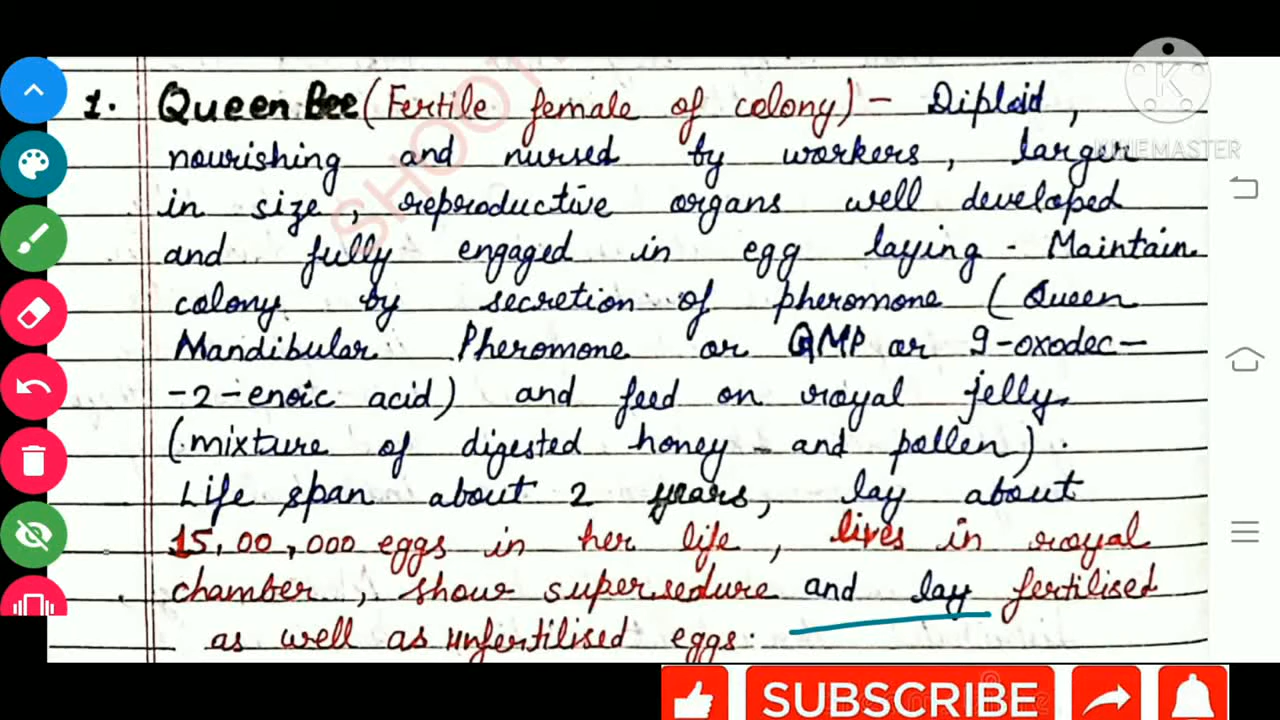 1. Queen Bee (Fertile female of colony) - Diploid,
nourishing and nursed by workers, larger
in size, reproductive organs well developed
and fully engaged in egg laying - Maintain
colony by secretion of pheromone (Queen
Mandibular Pheromone or QMP or 9-oxodec-
-2-enoic acid) and feed on royal jelly.
(mixture of digested honey and pollen).
Life span about 2 years, lay about
15,00,000 eggs in her life, lives in royal
chamber, show supersedure and lay fertilised
as well as unfertilised eggs.
SHOOT
K
KINEMASTER
SUBSCRIBE